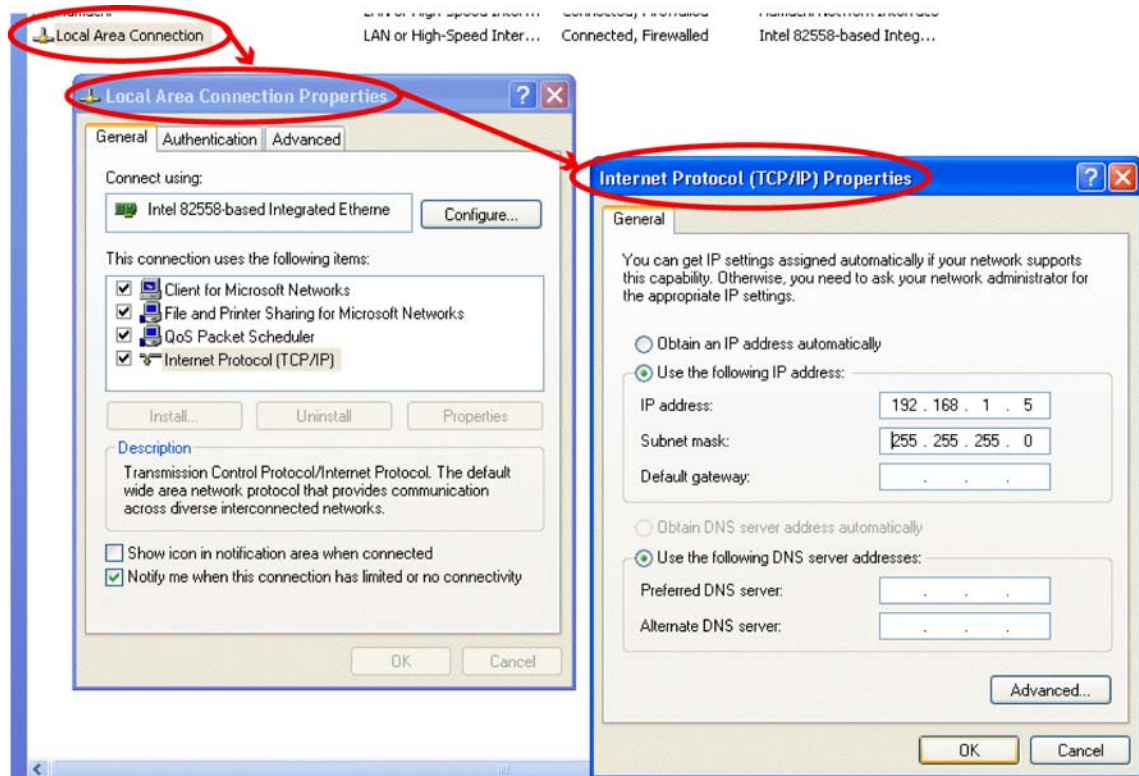 Local Area Connection LAN or High-Speed Inter... Connected, Firewalled Intel 82558-based Integ...
Local Area Connection Properties
General Authentication Advanced
Connect using:
Intel 82558-based Integrated Etherne Configure...
This connection uses the following items:
Client for Microsoft Networks
File and Printer Sharing for Microsoft Networks
QoS Packet Scheduler
Internet Protocol (TCP/IP)
Install... Uninstall Properties
Description
Transmission Control Protocol/Internet Protocol. The default
wide area network protocol that provides communication
across diverse interconnected networks.
Show icon in notification area when connected
Notify me when this connection has limited or no connectivity
OK Cancel
Internet Protocol (TCP/IP) Properties
General
You can get IP settings assigned automatically if your network supports
this capability. Otherwise, you need to ask your network administrator for
the appropriate IP settings.
Obtain an IP address automatically
Use the following IP address:
IP address: 192 . 168 . 1 . 5
Subnet mask: 255 . 255 . 255 . 0
Default gateway: . . .
Obtain DNS server address automatically
Use the following DNS server addresses:
Preferred DNS server: . . .
Alternate DNS server: . . .
Advanced...
OK Cancel